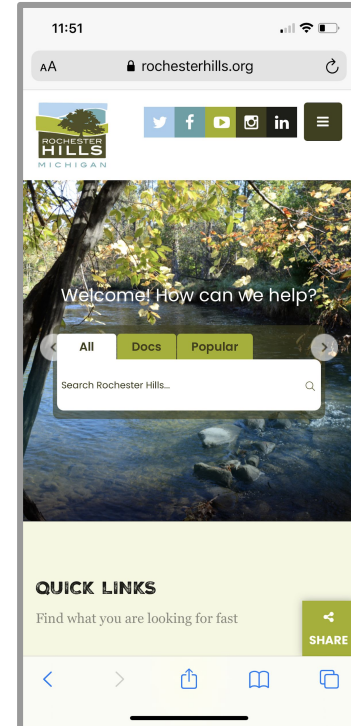 11:51
AA rochesterhills.org
ROCHESTER
HILLS
MICHIGAN
f in
Welcome! How can we help?
All Docs Popular
Search Rochester Hills...
QUICK LINKS
Find what you are looking for fast
SHARE